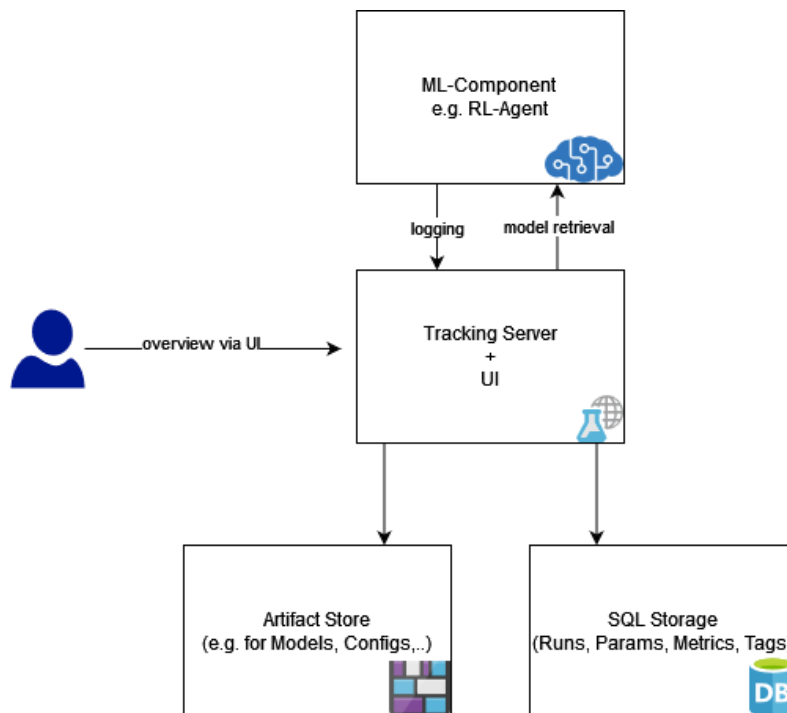 ML-Component
e.g. RL-Agent
logging
model retrieval
overview via UI
Tracking Server
+
UI
Artifact Store
(e.g. for Models, Configs,..)
SQL Storage
(Runs, Params, Metrics, Tags
DB